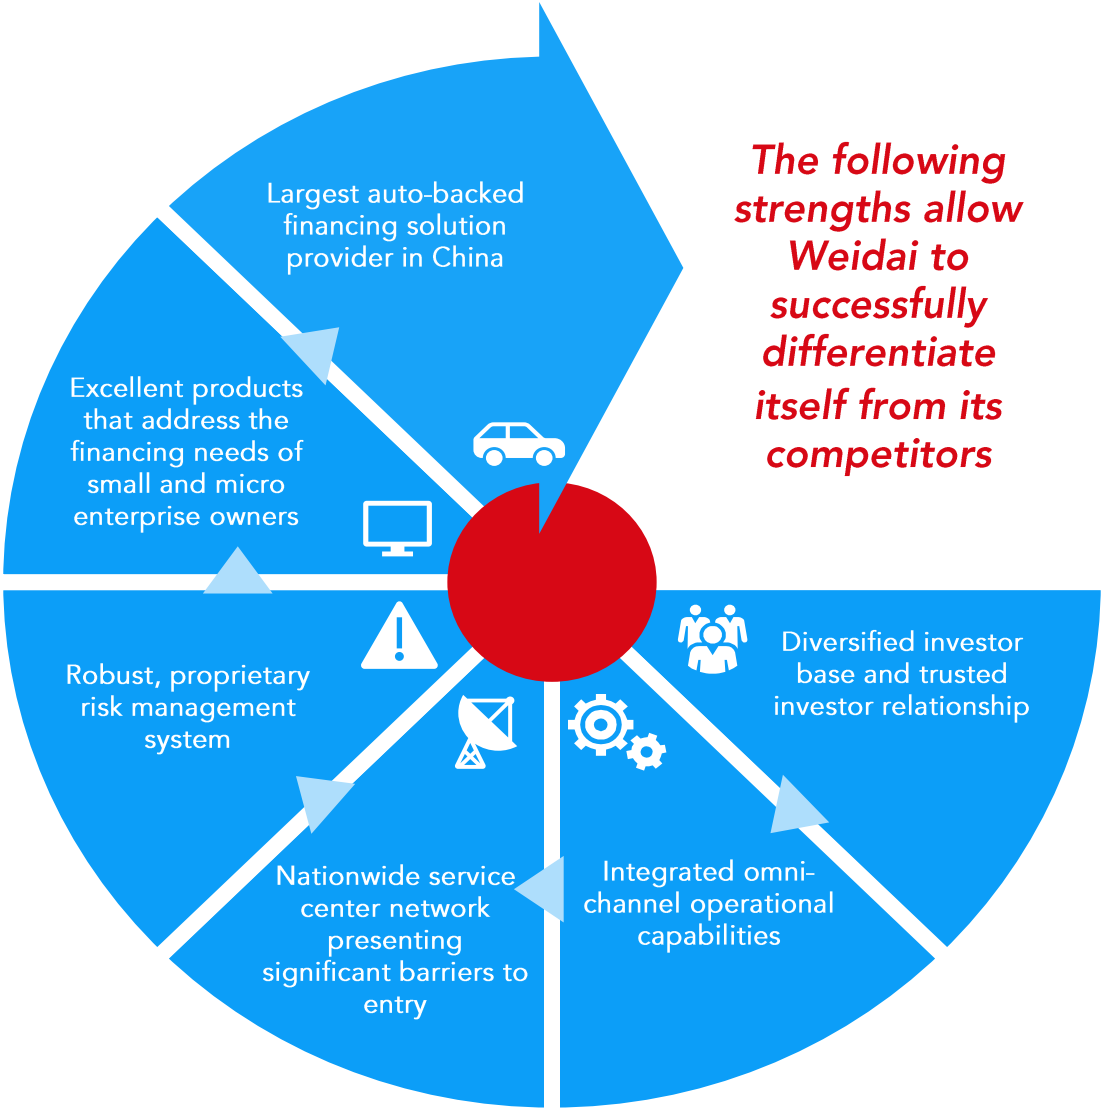 The following
strengths allow
Weidai to
successfully
differentiate
itself from its
competitors
Largest auto-backed
financing solution
provider in China
Excellent products
that address the
financing needs of
small and micro
enterprise owners
Robust, proprietary
risk management
system
Nationwide service
center network
presenting
significant barriers to
entry
Integrated omni-
channel operational
capabilities
Diversified investor
base and trusted
investor relationship